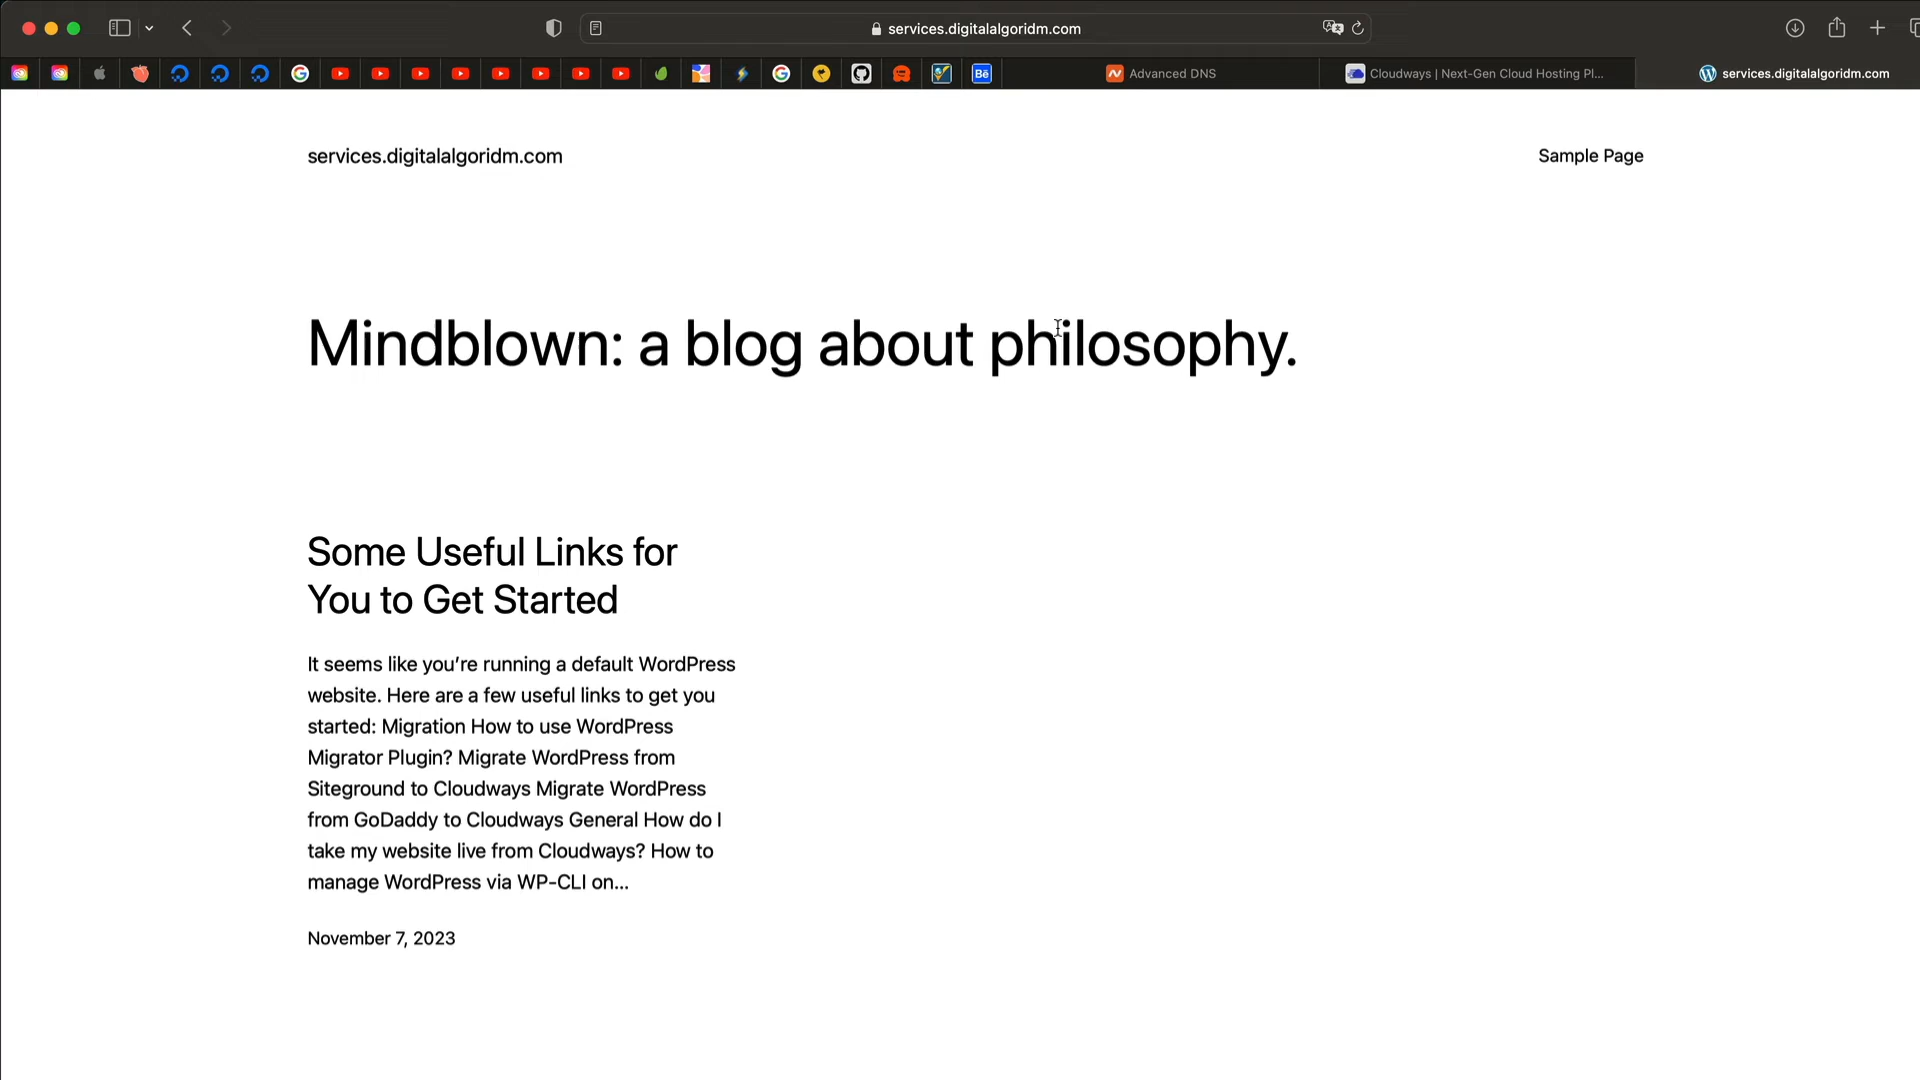 services.digitalalgoridm.com
Bē
Advanced DNS
Cloudways | Next-Gen Cloud Hosting Pl...
services.digitalalgoridm.com
services.digitalalgoridm.com
Sample Page
Mindblown: a blog about philosophy.
Some Useful Links for
You to Get Started
It seems like you’re running a default WordPress
website. Here are a few useful links to get you
started: Migration How to use WordPress
Migrator Plugin? Migrate WordPress from
Siteground to Cloudways Migrate WordPress
from GoDaddy to Cloudways General How do I
take my website live from Cloudways? How to
manage WordPress via WP-CLI on…
November 7, 2023